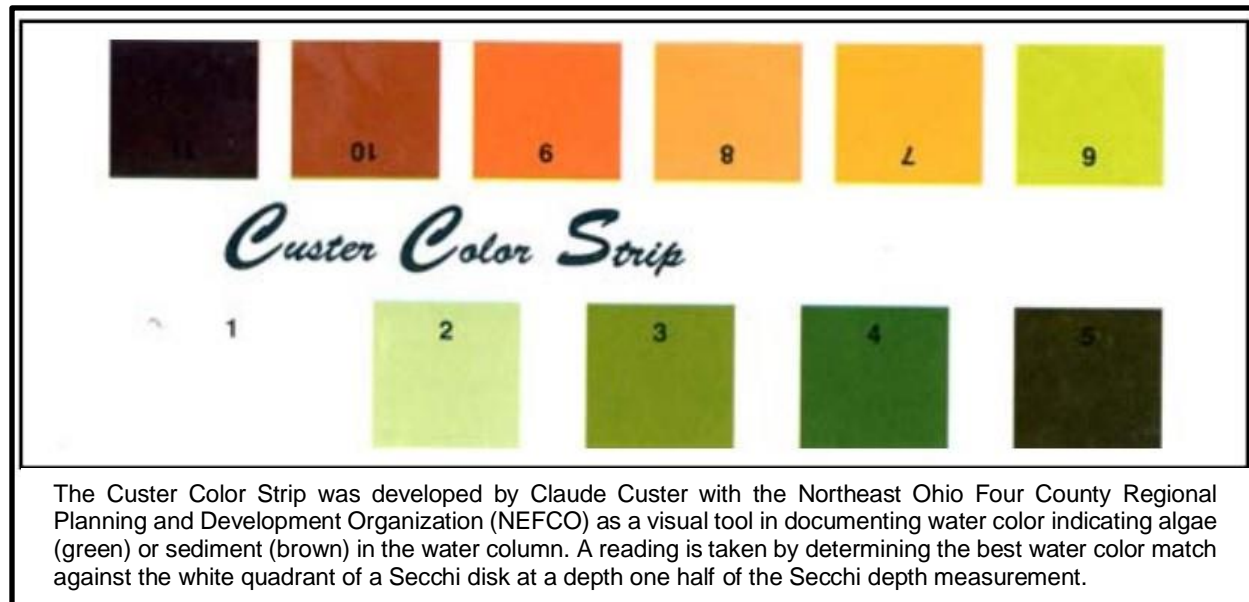 11 10 9 8 7 6
Custer Color Strip
1 2 3 4 5
The Custer Color Strip was developed by Claude Custer with the Northeast Ohio Four County Regional
Planning and Development Organization (NEFCO) as a visual tool in documenting water color indicating algae
(green) or sediment (brown) in the water column. A reading is taken by determining the best water color match
against the white quadrant of a Secchi disk at a depth one half of the Secchi depth measurement.